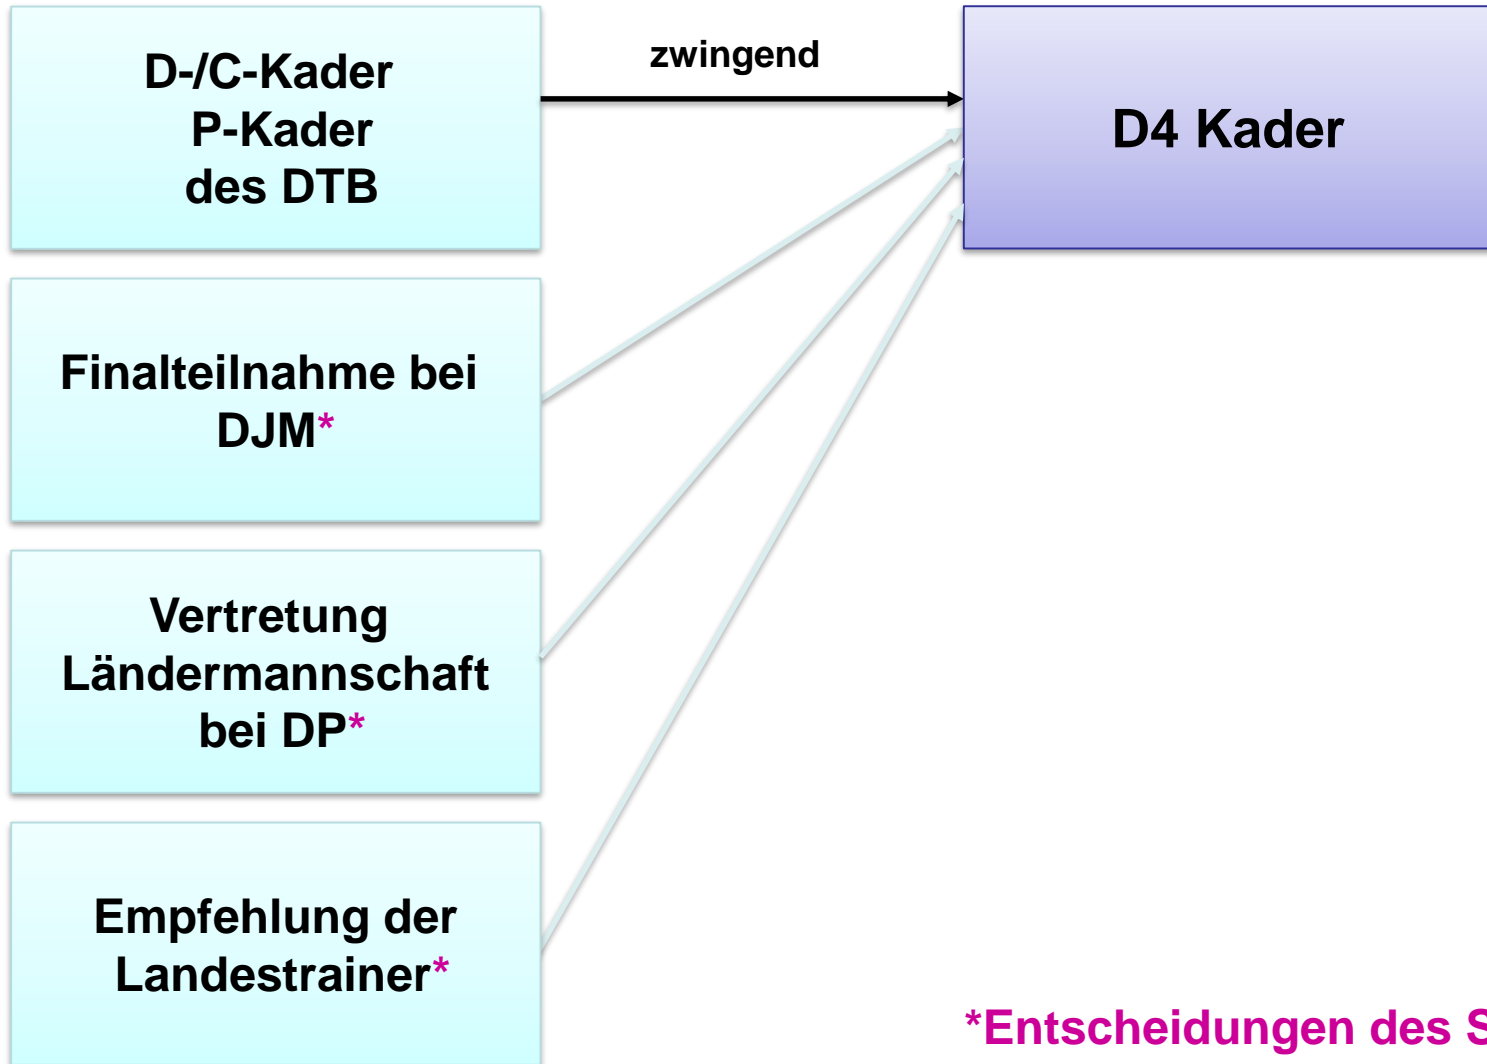 D-/C-Kader
P-Kader
des DTB
zwingend
D4 Kader
Finalteilnahme bei
DJM*
Vertretung
Ländermannschaft
bei DP*
Empfehlung der
Landestrainer*
*Entscheidungen des